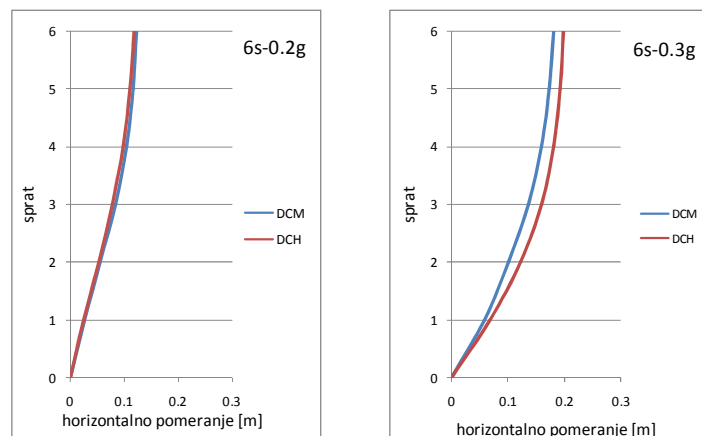 6s-0.2g
6
5
4
3
2
1
0
sprat
0
0.1
0.2
0.3
horizontalno pomeranje [m]
DCM
DCH
6s-0.3g
6
5
4
3
2
1
0
sprat
0
0.1
0.2
0.3
horizontalno pomeranje [m]
DCM
DCH